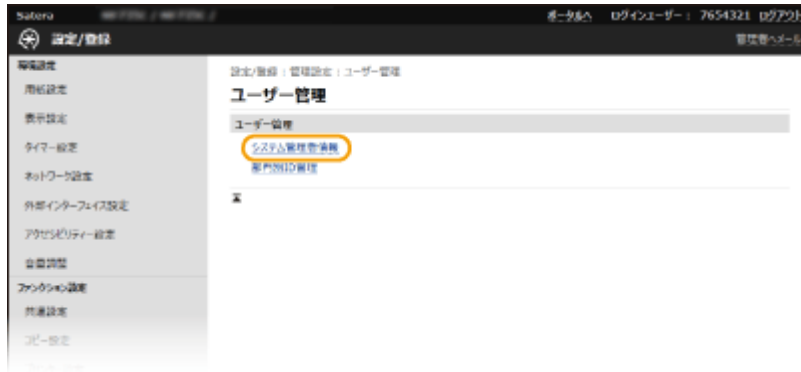 Satera
ポータルへ ログインユーザー： 7654321 ログアウト
設定/登録
管理者へメール
環境設定
用紙設定
表示設定
タイマー設定
ネットワーク設定
外部インターフェイス設定
アクセシビリティー設定
音量調整
ファンクション設定
共通設定
コピー設定
設定/登録 : 管理設定 : ユーザー管理
ユーザー管理
ユーザー管理
システム管理者情報
部門別ID管理